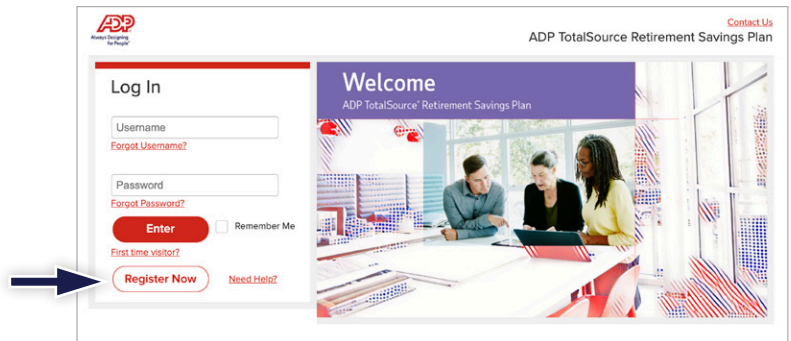 ADP
Always Designing
for People®
Contact Us
ADP TotalSource Retirement Savings Plan
Log In
Username
Forgot Username?
Password
Forgot Password?
Enter
Remember Me
First time visitor?
Register Now
Need Help?
Welcome
ADP TotalSource® Retirement Savings Plan